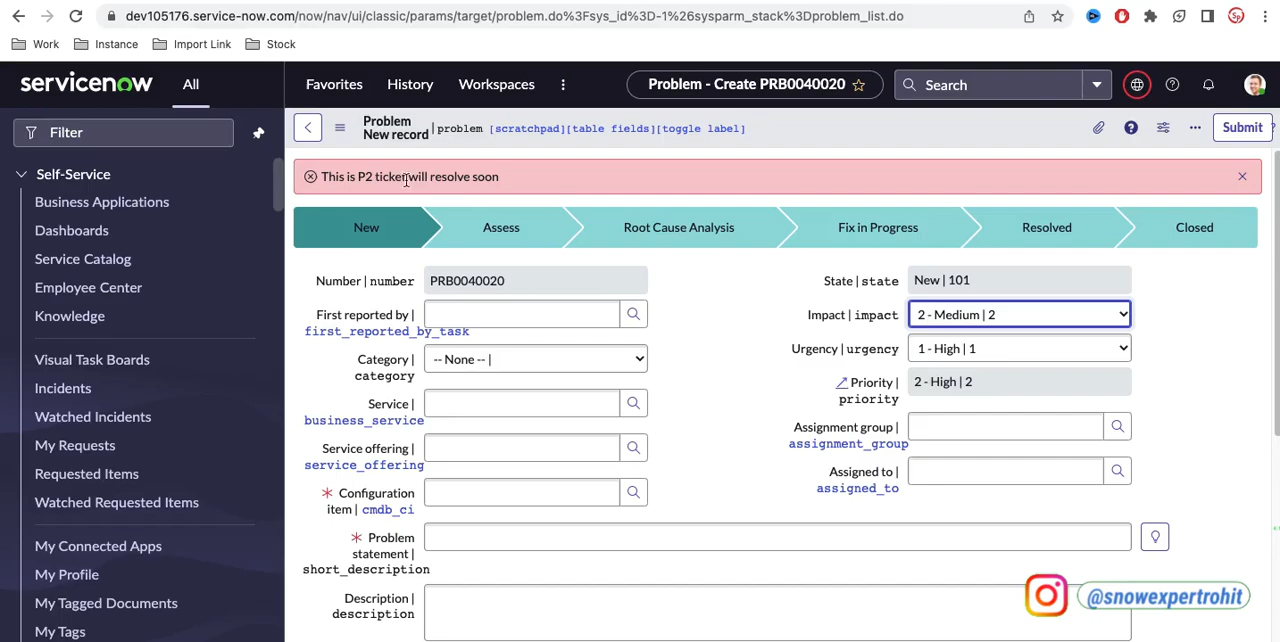 dev105176.service-now.com/now/nav/ui/classic/params/target/problem.do%3Fsys_id%3D-1%26sysparm_stack%3Dproblem_list.do
Work Instance Import Link Stock
servicenow All Favorites History Workspaces Problem - Create PRB0040020 Search
Filter
Problem
New record | problem [scratchpad][table fields][toggle label] Submit
This is P2 ticket will resolve soon
New Assess Root Cause Analysis Fix in Progress Resolved Closed
Self-Service
Business Applications
Dashboards
Service Catalog
Employee Center
Knowledge
Visual Task Boards
Incidents
Watched Incidents
My Requests
Requested Items
Watched Requested Items
My Connected Apps
My Profile
My Tagged Documents
My Tags
Number | number PRB0040020
First reported by |
first_reported_by_task
Category | -- None -- |
category
Service |
business_service
Service offering |
service_offering
* Configuration
item | cmdb_ci
* Problem
statement |
short_description
Description |
description
State | state New | 101
Impact | impact 2 - Medium | 2
Urgency | urgency 1 - High | 1
Priority | 2 - High | 2
priority
Assignment group |
assignment_group
Assigned to |
assigned_to
@snowexpertrohit